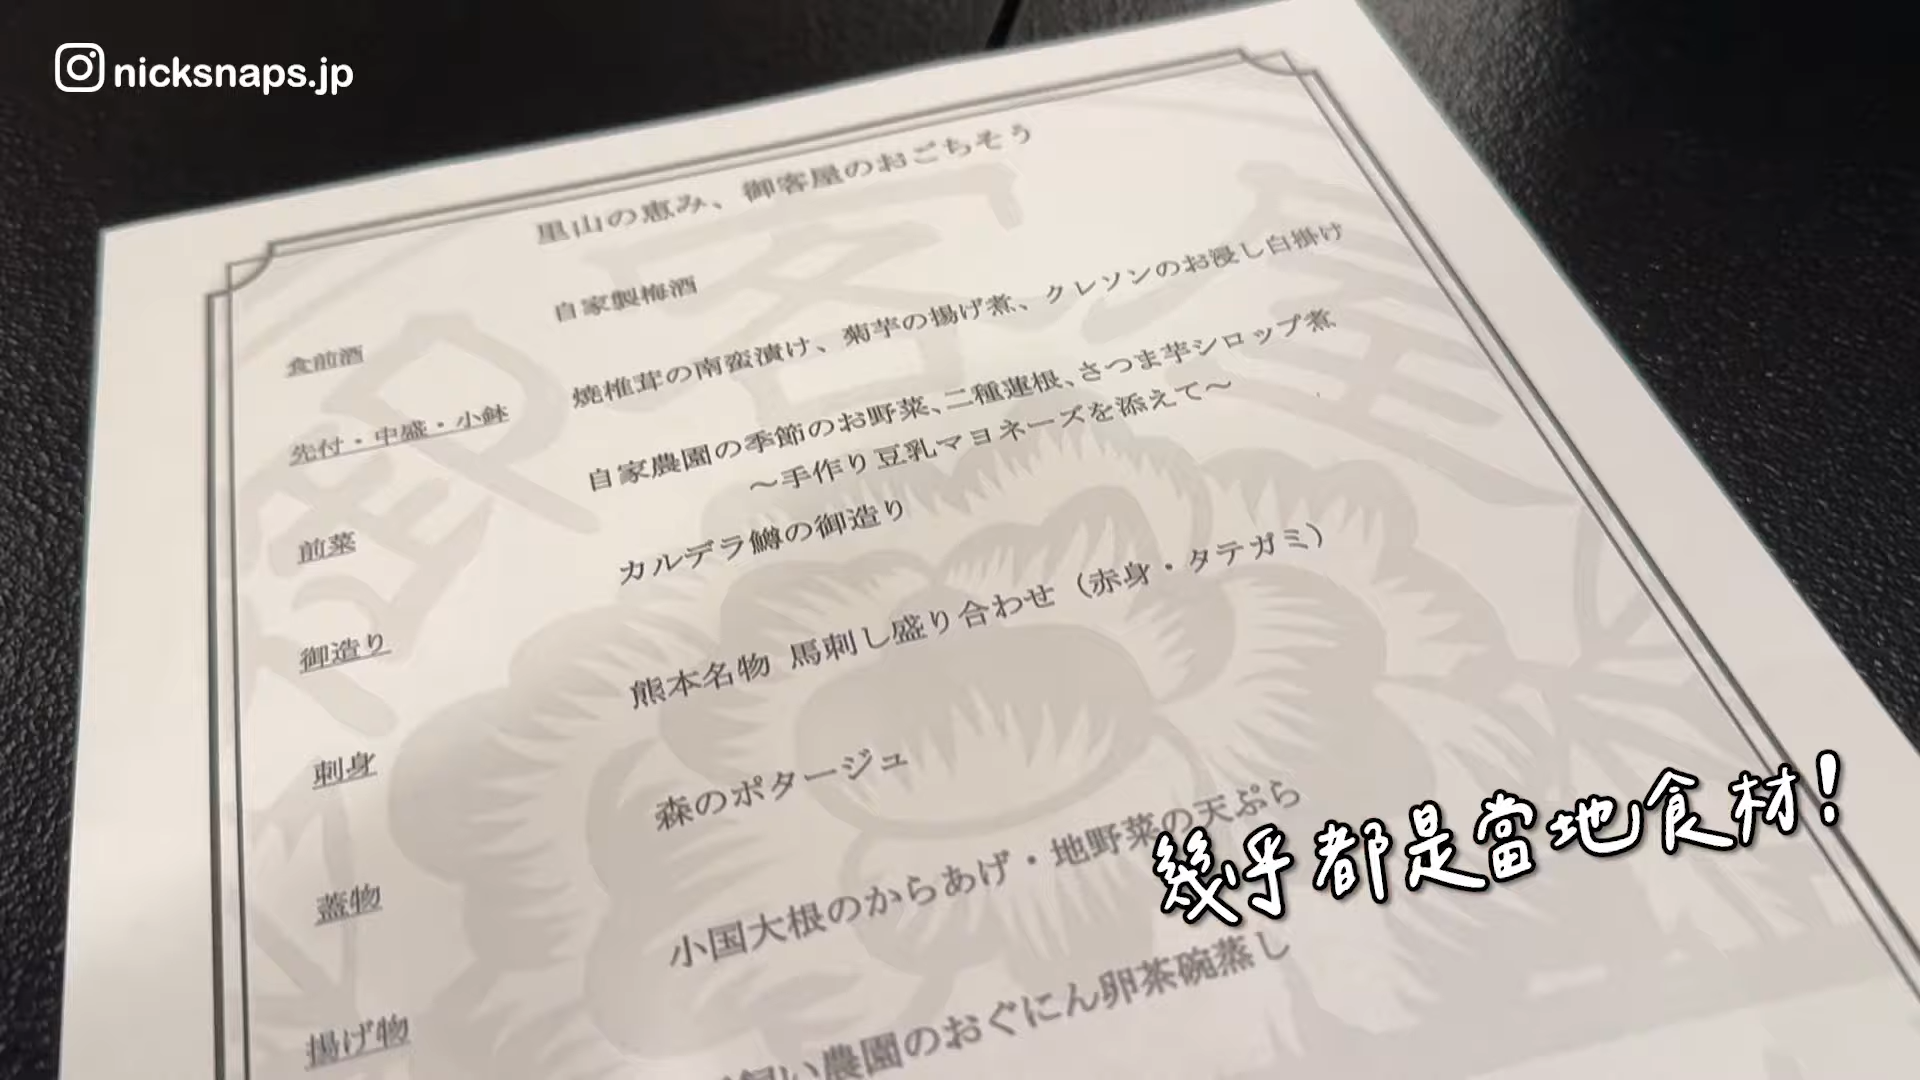 nicksnaps.jp
里山の恵み、御客屋のおごちそう
食前酒
自家製梅酒
先付・中盛・小鉢
焼椎茸の南蛮漬け、菊芋の揚げ煮、クレソンのお浸し白掛け
前菜
自家農園の季節のお野菜、二種蓮根、さつま芋シロップ煮
～手作り豆乳マヨネーズを添えて～
御造り
カルデラ鱒の御造り
刺身
熊本名物 馬刺し盛り合わせ（赤身・タテガミ）
蓋物
森のポタージュ
揚げ物
小国大根のからあげ・地野菜の天ぷら
飼い農園のおぐにん卵茶碗蒸し
幾乎都是當地食材！